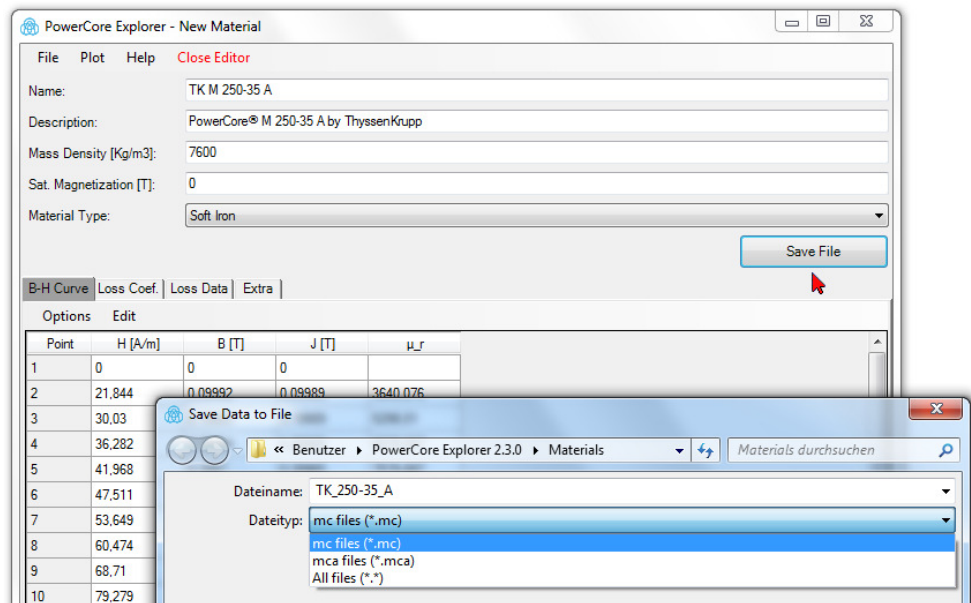 PowerCore Explorer - New Material
File Plot Help Close Editor
Name: TK M 250-35 A
Description: PowerCore® M 250-35 A by ThyssenKrupp
Mass Density [Kg/m3]: 7600
Sat. Magnetization [T]: 0
Material Type: Soft Iron
Save File
B-H Curve Loss Coef. Loss Data Extra
Options Edit
Point H [A/m] B [T] J [T] µ_r
1 0 0 0
2 21,844 0,09992 0,09989 3640,076
3 30,03
4 36,282
5 41,968
6 47,511
7 53,649
8 60,474
9 68,71
10 79,279
Save Data to File
« Benutzer PowerCore Explorer 2.3.0 Materials
Materials durchsuchen
Dateiname: TK_250-35_A
Dateityp: mc files (*.mc)
mc files (*.mc)
mca files (*.mca)
All files (*.*)